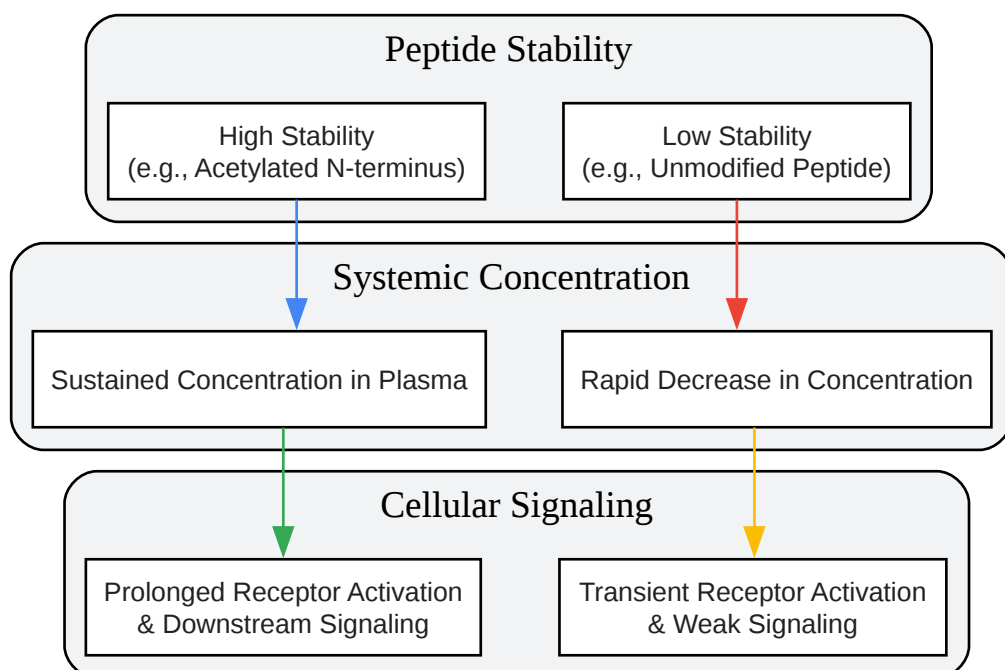 Peptide Stability
High Stability
(e.g., Acetylated N-terminus)
Low Stability
(e.g., Unmodified Peptide)
Systemic Concentration
Sustained Concentration in Plasma
Rapid Decrease in Concentration
Cellular Signaling
Prolonged Receptor Activation
& Downstream Signaling
Transient Receptor Activation
& Weak Signaling